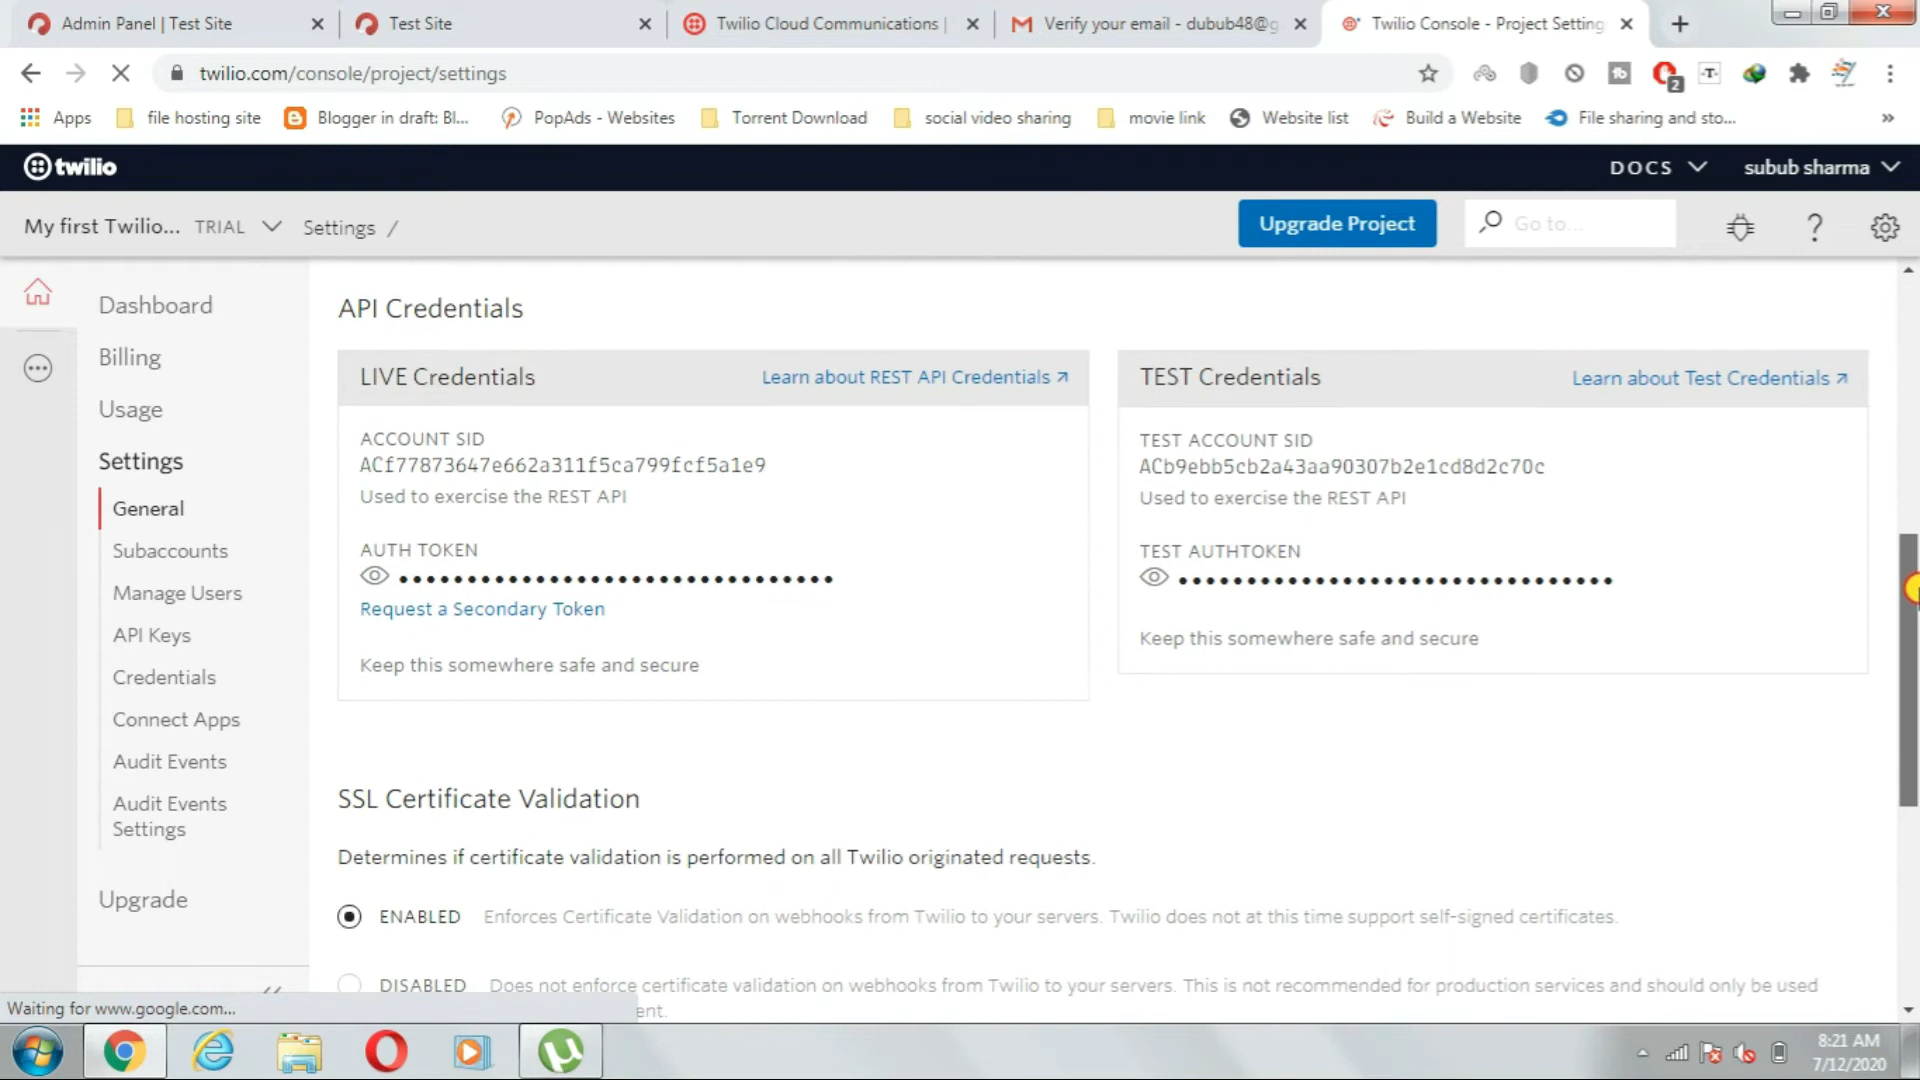 Admin Panel | Test Site
Test Site
Twilio Cloud Communications |
Verify your email - dubub48@g
Twilio Console - Project Setting
twilio.com/console/project/settings
2
Apps
file hosting site
Blogger in draft: Bl...
PopAds - Websites
Torrent Download
social video sharing
movie link
Website list
Build a Website
File sharing and sto...
»
twilio
DOCS
subub sharma
My first Twilio... TRIAL
Settings /
Upgrade Project
Go to...
Dashboard
Billing
Usage
Settings
General
Subaccounts
Manage Users
API Keys
Credentials
Connect Apps
Audit Events
Audit Events
Settings
Upgrade
API Credentials
LIVE Credentials
Learn about REST API Credentials
ACCOUNT SID
ACf77873647e662a311f5ca799fcf5a1e9
Used to exercise the REST API
AUTH TOKEN
••••••••••••••••••••••••••••••••
Request a Secondary Token
Keep this somewhere safe and secure
TEST Credentials
Learn about Test Credentials
TEST ACCOUNT SID
ACb9ebb5cb2a43aa90307b2e1cd8d2c70c
Used to exercise the REST API
TEST AUTHTOKEN
••••••••••••••••••••••••••••••••
Keep this somewhere safe and secure
SSL Certificate Validation
Determines if certificate validation is performed on all Twilio originated requests.
ENABLED Enforces Certificate Validation on webhooks from Twilio to your servers. Twilio does not at this time support self-signed certificates.
DISABLED Does not enforce certificate validation on webhooks from Twilio to your servers. This is not recommended for production services and should only be used
ent.
Waiting for www.google.com...
8:21 AM
7/12/2020